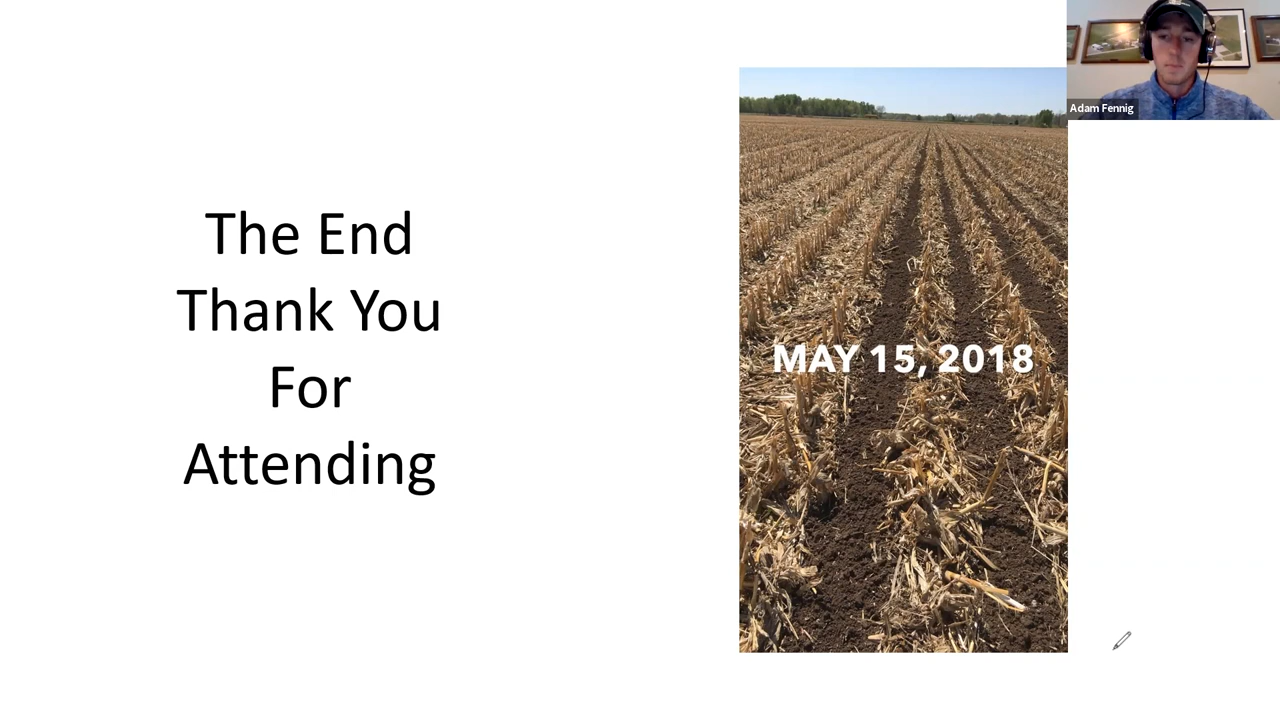 The End
Thank You
For
Attending
MAY 15, 2018
Adam Fennig